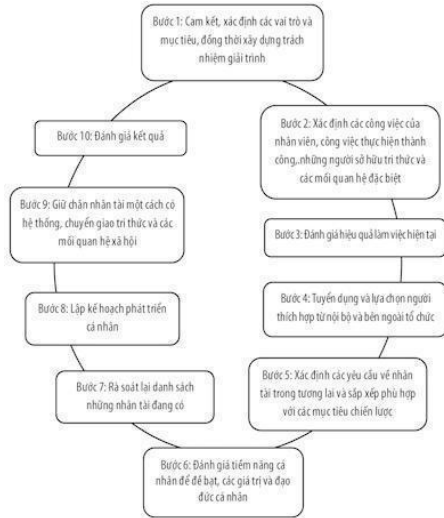 Bước 1: Cam kết, xác định các vai trò và
mục tiêu, đồng thời xây dựng trách
nhiệm giải trình
Bước 2: Xác định các công việc của
nhân viên, công việc thực hiện thành
công,..những người sở hữu tri thức và
các mối quan hệ đặc biệt
Bước 3: Đánh giá hiệu quả làm việc hiện tại
Bước 4: Tuyển dụng và lựa chọn người
thích hợp từ nội bộ và bên ngoài tổ chức
Bước 5: Xác định các yêu cầu về nhân
tài trong tương lai và sắp xếp phù hợp
với các mục tiêu chiến lược
Bước 6: Đánh giá tiềm năng cá
nhân để đề bạt, các giá trị và đạo
đức cá nhân
Bước 7: Rà soát lại danh sách
những nhân tài đang có
Bước 8: Lập kế hoạch phát triển
cá nhân
Bước 9: Giữ chân nhân tài một cách có
hệ thống, chuyển giao tri thức và các
mối quan hệ xã hội
Bước 10: Đánh giá kết quả